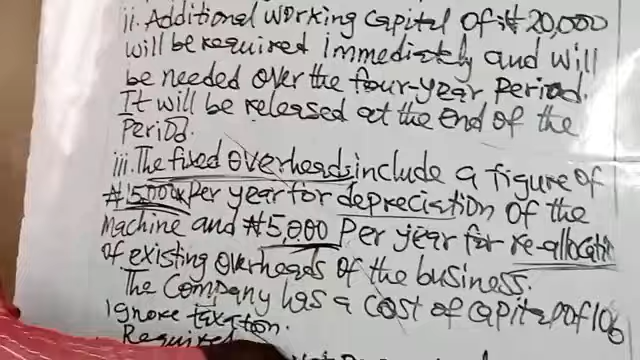 ii. Additional working capital of ₦20,000
will be required immediately and will
be needed over the four-year period.
It will be released at the end of the
period.
iii. The fixed overheads include a figure of
₦15,000 per year for depreciation of the
machine and ₦5,000 per year for re-allocati
of existing overheads of the business.
The Company has a cost of capital of 10%
Ignore taxation.
Required